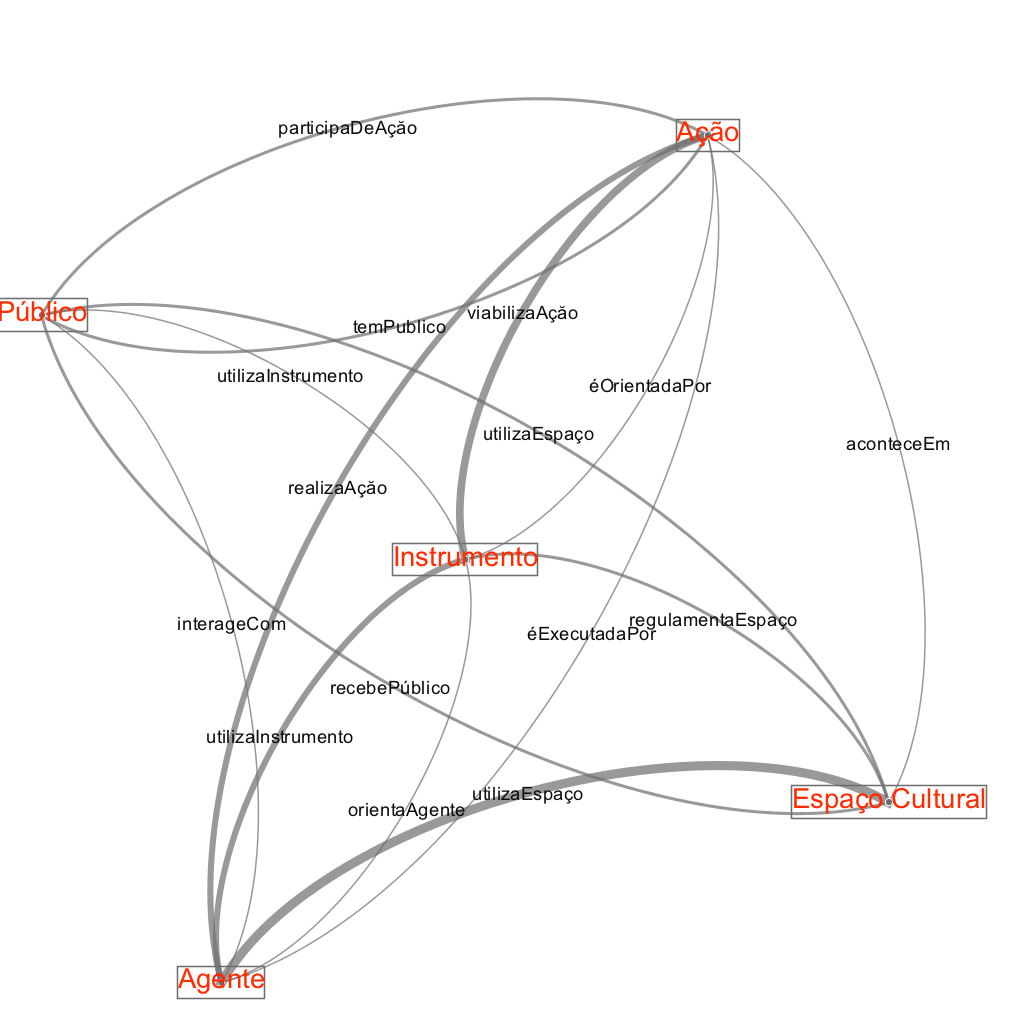 participaDeAção
Ação
Público
temPublico
viabilizaAção
utilizaInstrumento
éOrientadaPor
utilizaEspaço
aconteceEm
realizaAção
Instrumento
interageCom
éExecutadaPor
regulamentaEspaço
recebePúblico
utilizaInstrumento
orientaAgente
utilizaEspaço
Espaço Cultural
Agente